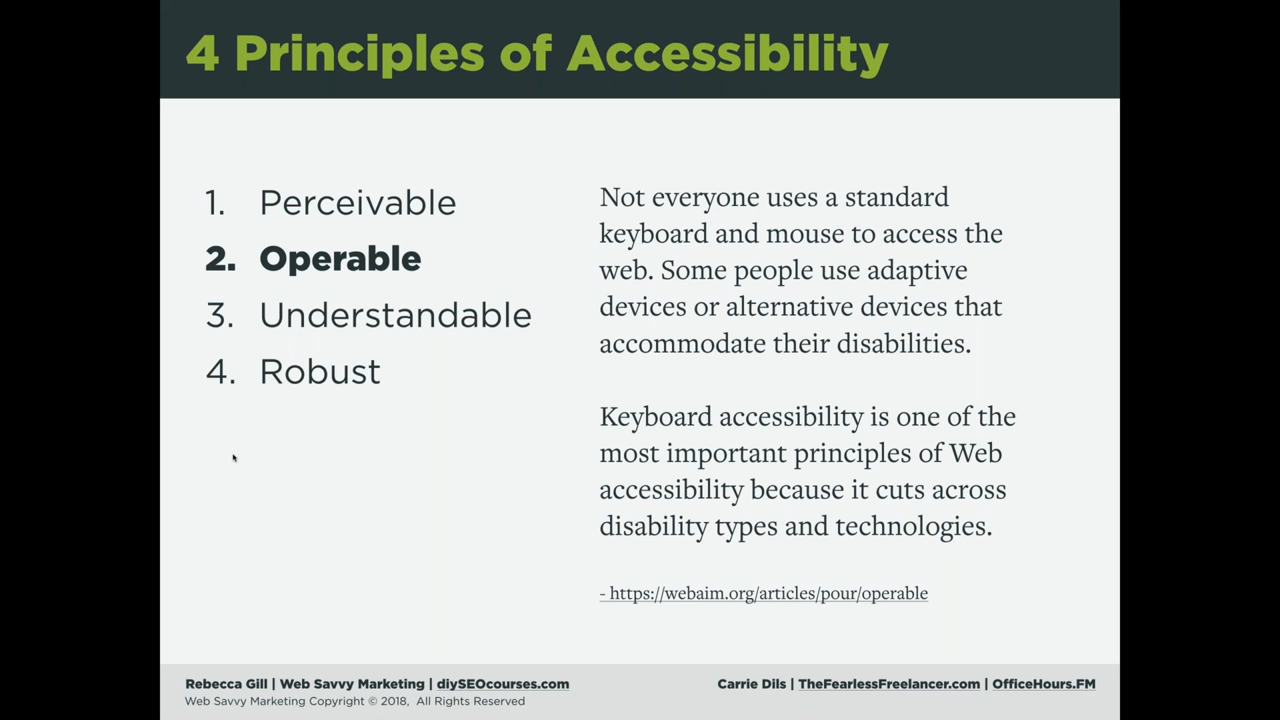 4 Principles of Accessibility
1. Perceivable
2. Operable
3. Understandable
4. Robust
Not everyone uses a standard
keyboard and mouse to access the
web. Some people use adaptive
devices or alternative devices that
accommodate their disabilities.
Keyboard accessibility is one of the
most important principles of Web
accessibility because it cuts across
disability types and technologies.
- https://webaim.org/articles/pour/operable
Rebecca Gill | Web Savvy Marketing | diySEOcourses.com
Web Savvy Marketing Copyright © 2018, All Rights Reserved
Carrie Dils | TheFearlessFreelancer.com | OfficeHours.FM